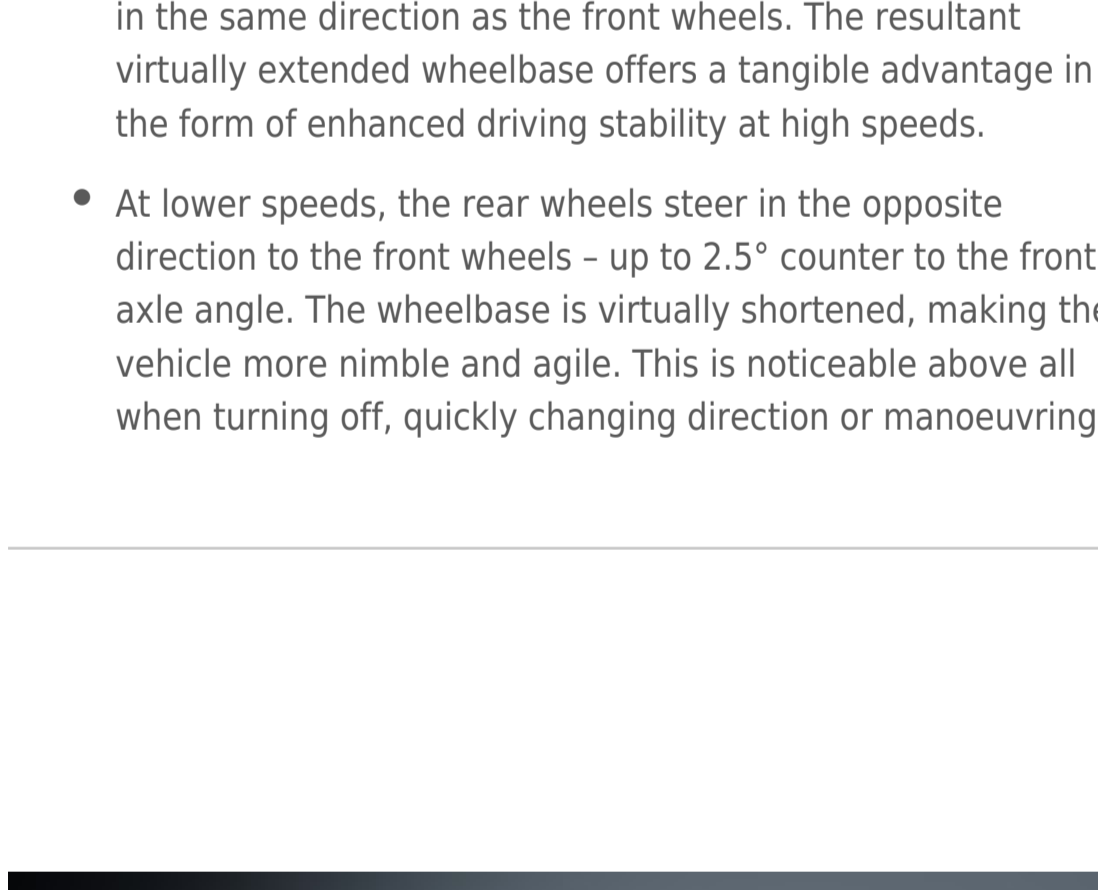 in the same direction as the front wheels. The resultant
virtually extended wheelbase offers a tangible advantage in
the form of enhanced driving stability at high speeds.
• At lower speeds, the rear wheels steer in the opposite
direction to the front wheels – up to 2.5° counter to the front
axle angle. The wheelbase is virtually shortened, making the
vehicle more nimble and agile. This is noticeable above all
when turning off, quickly changing direction or manoeuvring